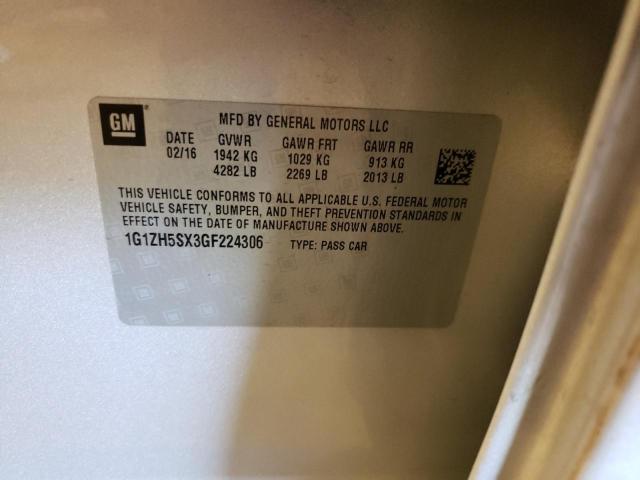 GM
MFD BY GENERAL MOTORS LLC
DATE GVWR GAWR FRT GAWR RR
02/16 1942 KG 1029 KG 913 KG
4282 LB 2269 LB 2013 LB
THIS VEHICLE CONFORMS TO ALL APPLICABLE U.S. FEDERAL MOTOR
VEHICLE SAFETY, BUMPER, AND THEFT PREVENTION STANDARDS IN
EFFECT ON THE DATE OF MANUFACTURE SHOWN ABOVE.
1G1ZH5SX3GF224306 TYPE: PASS CAR